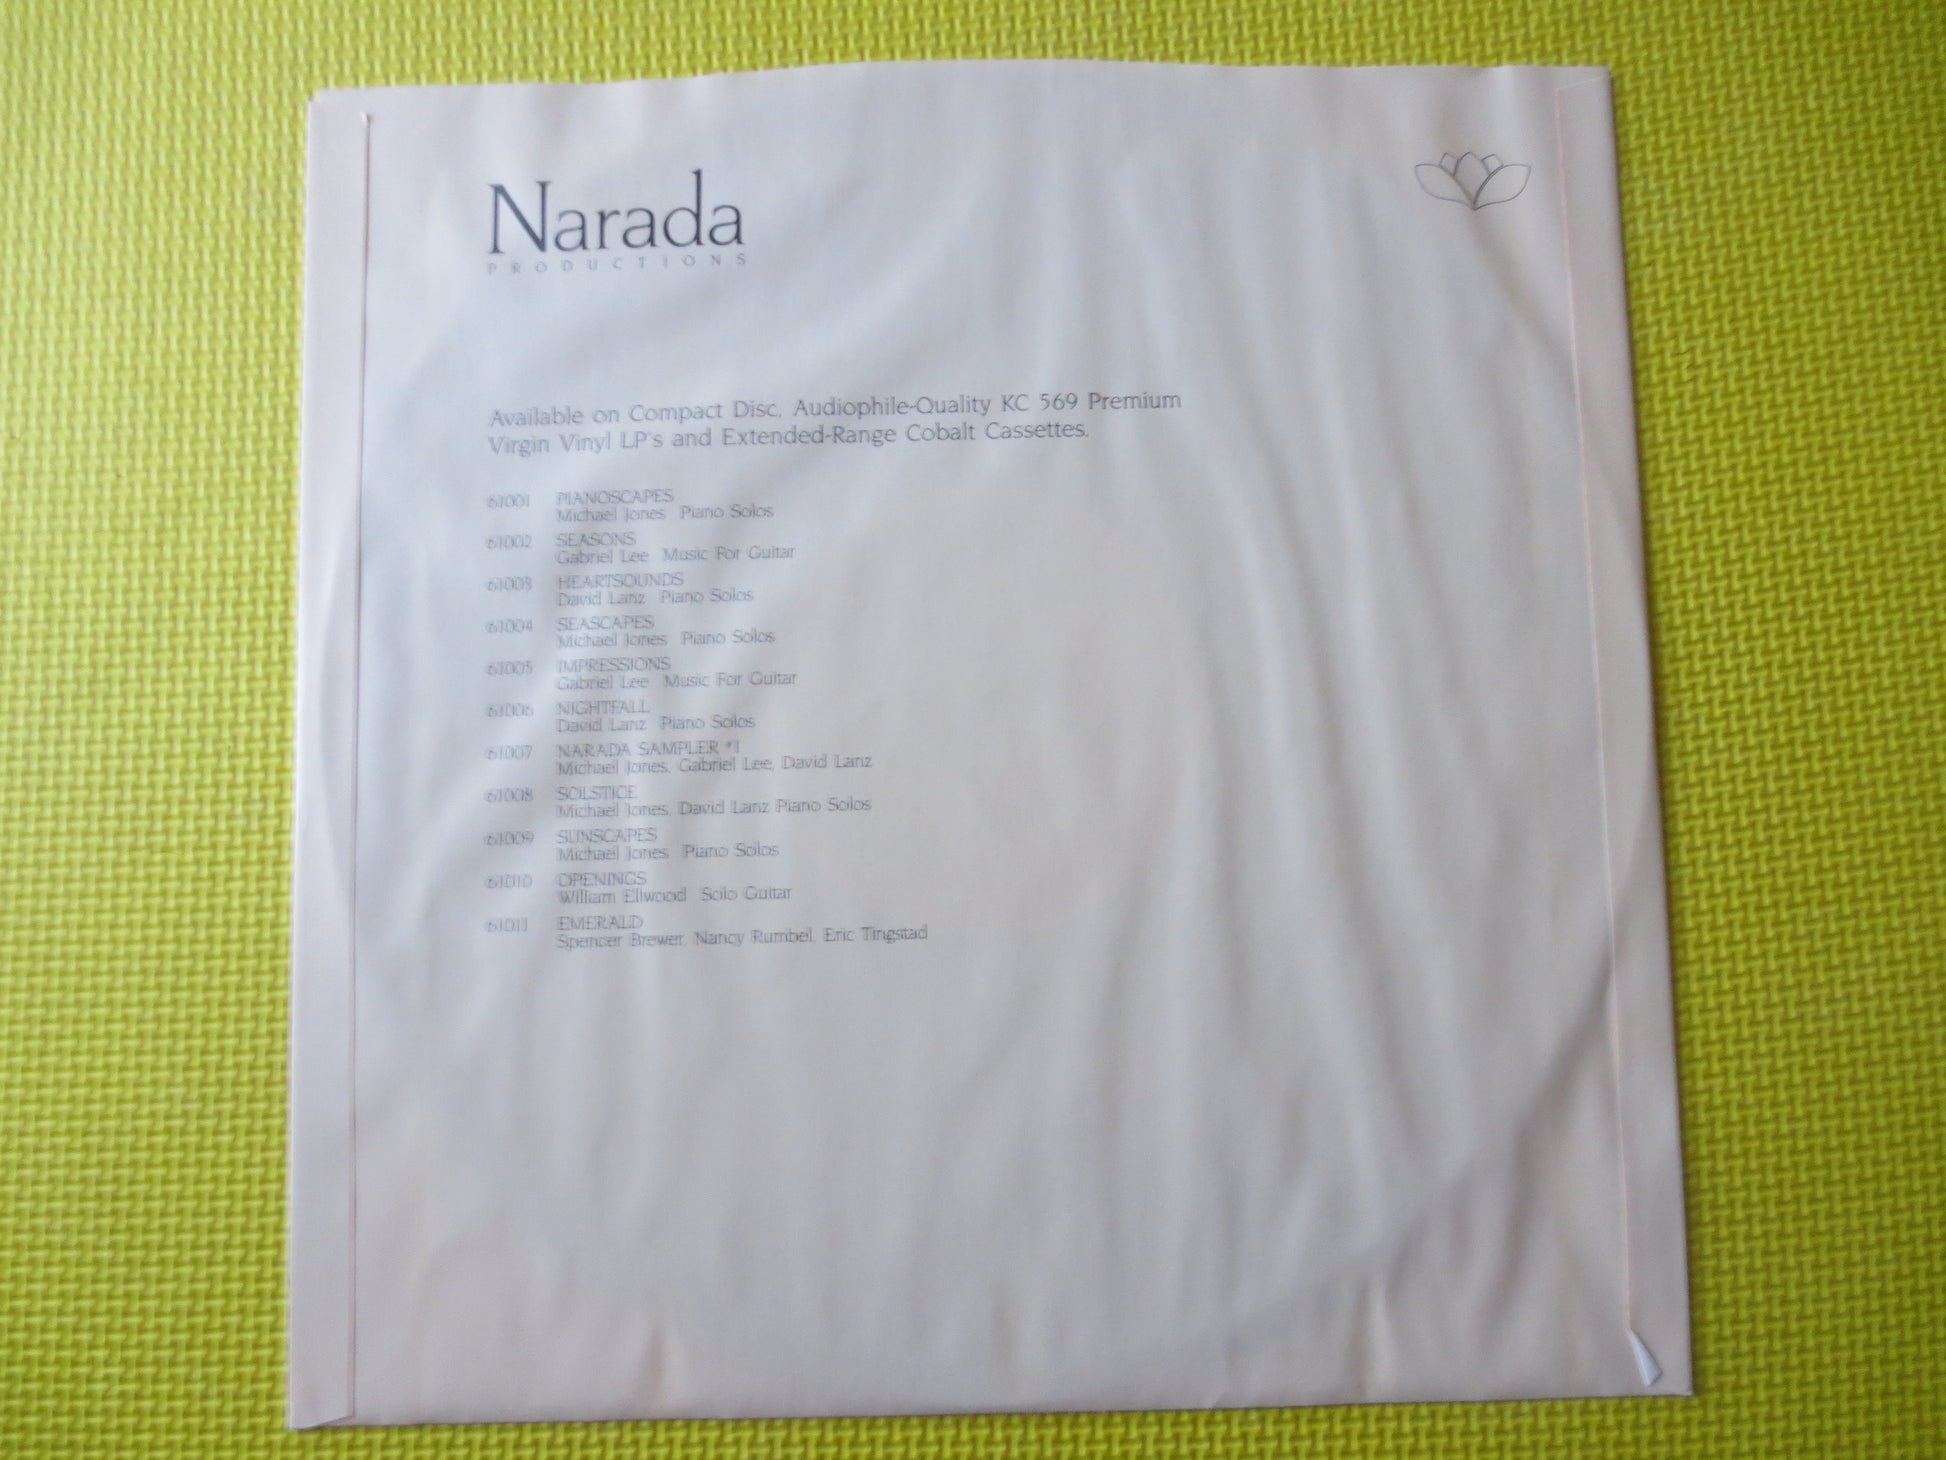 Narada
PRODUCTIONS
Available on Compact Disc, Audiophile-Quality KC 569 Premium
Virgin Vinyl LP's and Extended-Range Cobalt Cassettes.
61001 PIANOSCAPES
Michael Jones Piano Solos
61002 SEASONS
Gabriel Lee Music For Guitar
61003 HEARTSOUNDS
David Lanz Piano Solos
61004 SEASCAPES
Michael Jones Piano Solos
61005 IMPRESSIONS
Gabriel Lee Music For Guitar
61006 NIGHTFALL
David Lanz Piano Solos
61007 NARADA SAMPLER #1
Michael Jones, Gabriel Lee, David Lanz
61008 SOLSTICE
Michael Jones, David Lanz Piano Solos
61009 SUNSCAPES
Michael Jones Piano Solos
61010 OPENINGS
William Ellwood Solo Guitar
61011 EMERALD
Spencer Brewer, Nancy Rumbel, Eric Tingstad